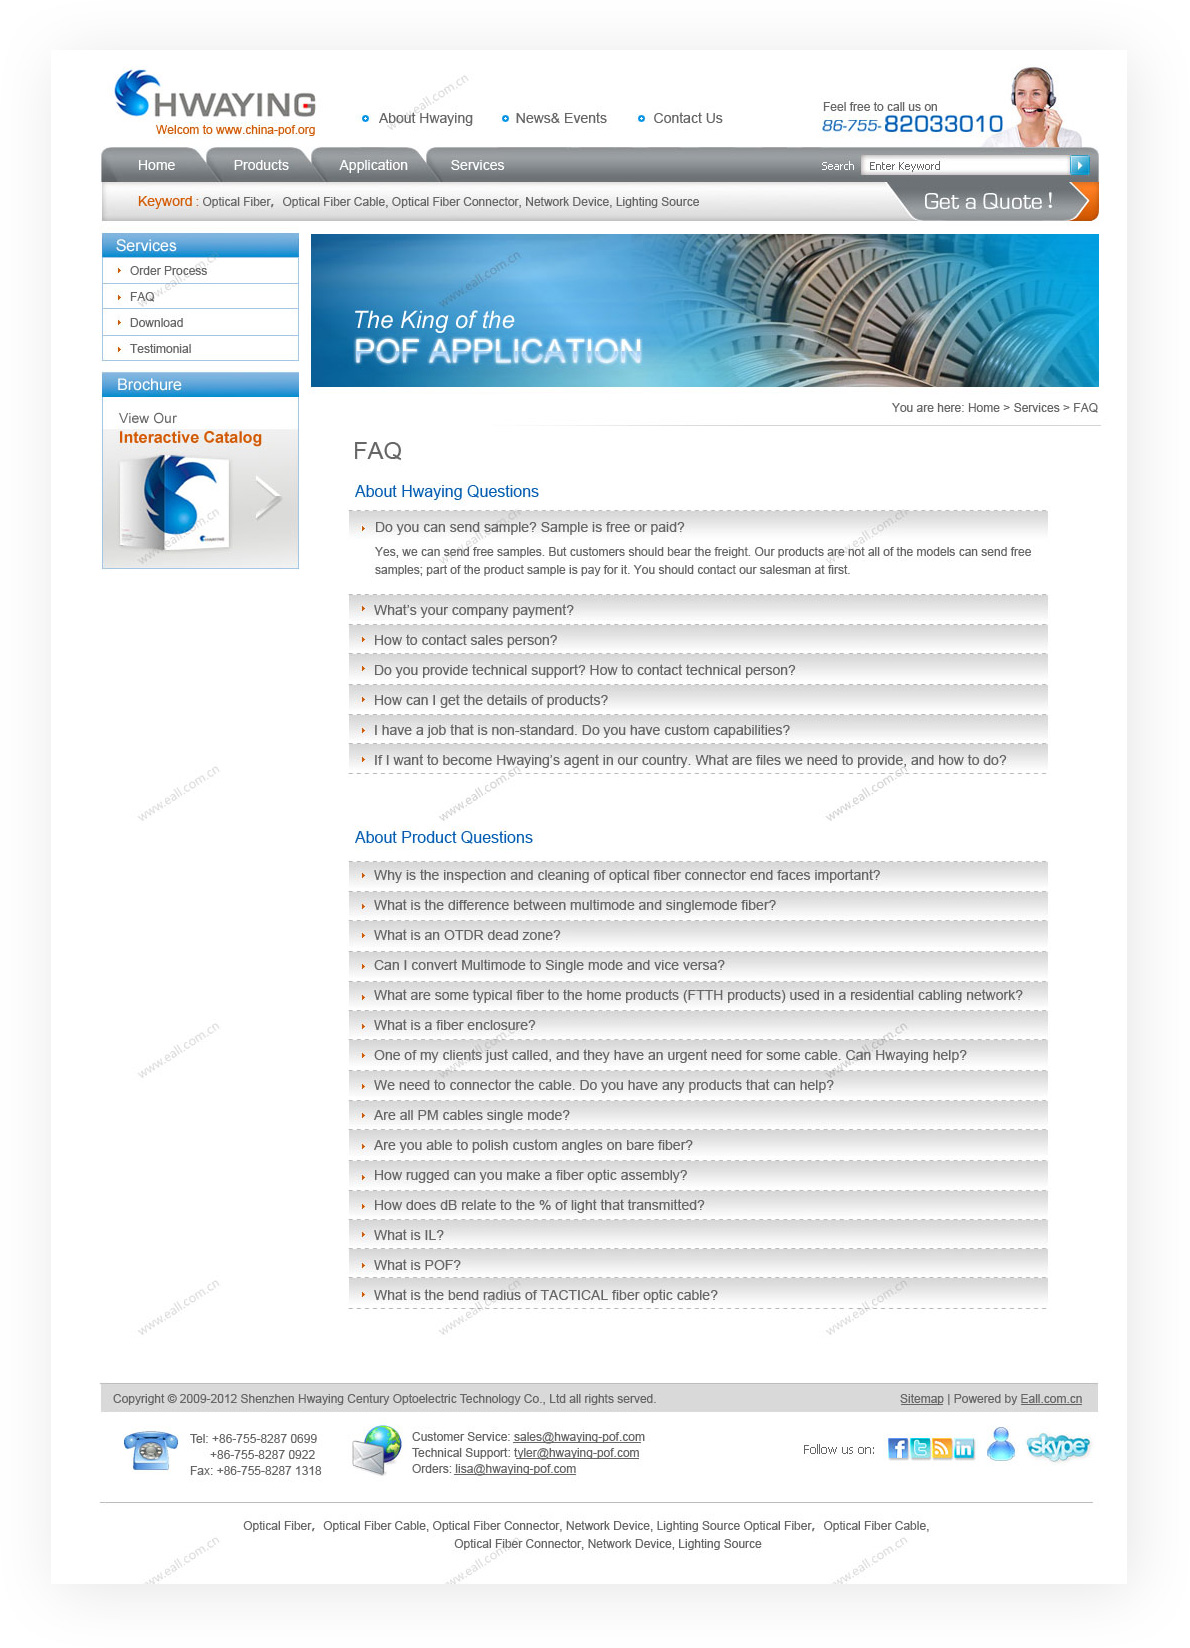 HWAYING
Welcom to www.china-pof.org
About Hwaying
News& Events
Contact Us
Feel free to call us on
86-755-82033010
Home
Products
Application
Services
Search
Enter Keyword
Keyword : Optical Fiber, Optical Fiber Cable, Optical Fiber Connector, Network Device, Lighting Source
Get a Quote !
Services
Order Process
FAQ
Download
Testimonial
Brochure
View Our
Interactive Catalog
HWAYING
The King of the
POF APPLICATION
You are here: Home > Services > FAQ
FAQ
About Hwaying Questions
Do you can send sample? Sample is free or paid?
Yes, we can send free samples. But customers should bear the freight. Our products are not all of the models can send free
samples; part of the product sample is pay for it. You should contact our salesman at first.
What's your company payment?
How to contact sales person?
Do you provide technical support? How to contact technical person?
How can I get the details of products?
I have a job that is non-standard. Do you have custom capabilities?
If I want to become Hwaying's agent in our country. What are files we need to provide, and how to do?
About Product Questions
Why is the inspection and cleaning of optical fiber connector end faces important?
What is the difference between multimode and singlemode fiber?
What is an OTDR dead zone?
Can I convert Multimode to Single mode and vice versa?
What are some typical fiber to the home products (FTTH products) used in a residential cabling network?
What is a fiber enclosure?
One of my clients just called, and they have an urgent need for some cable. Can Hwaying help?
We need to connector the cable. Do you have any products that can help?
Are all PM cables single mode?
Are you able to polish custom angles on bare fiber?
How rugged can you make a fiber optic assembly?
How does dB relate to the % of light that transmitted?
What is IL?
What is POF?
What is the bend radius of TACTICAL fiber optic cable?
Copyright © 2009-2012 Shenzhen Hwaying Century Optoelectric Technology Co., Ltd all rights served.
Sitemap | Powered by Eall.com.cn
Tel: +86-755-8287 0699
+86-755-8287 0922
Fax: +86-755-8287 1318
Customer Service: sales@hwaying-pof.com
Technical Support: tyler@hwaying-pof.com
Orders: lisa@hwaying-pof.com
Follow us on:
skype
Optical Fiber, Optical Fiber Cable, Optical Fiber Connector, Network Device, Lighting Source Optical Fiber, Optical Fiber Cable,
Optical Fiber Connector, Network Device, Lighting Source
www.eall.com.cn